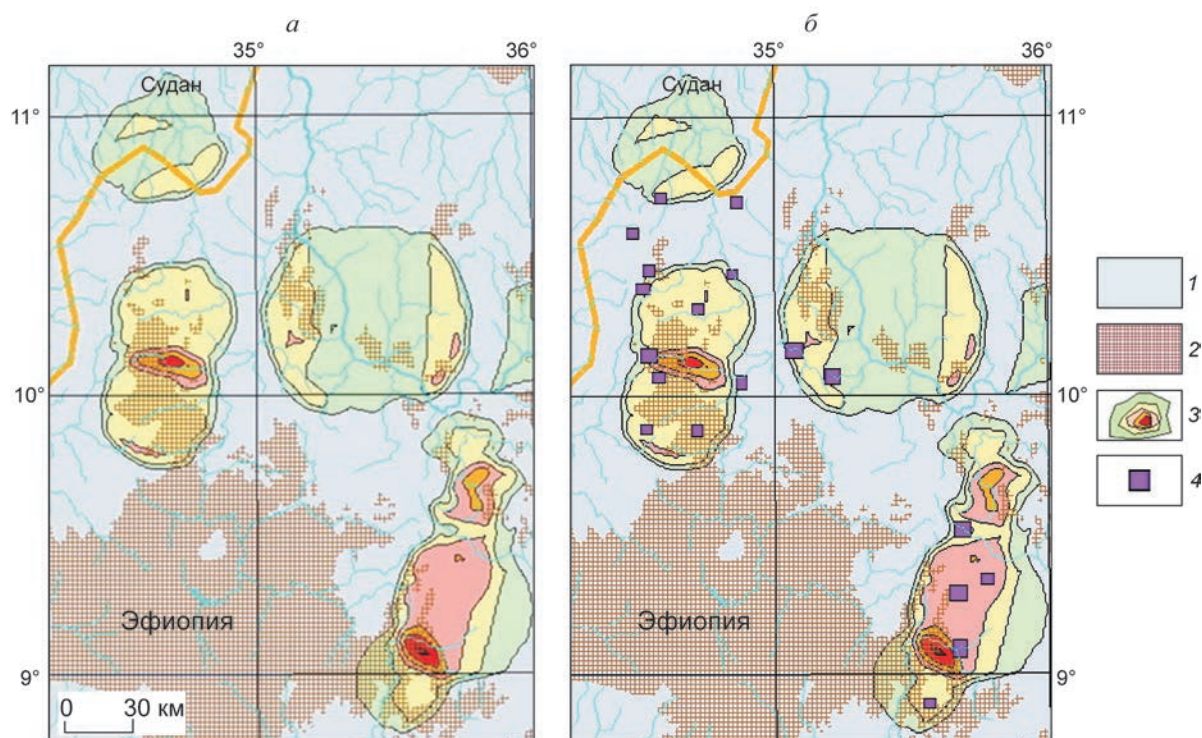 а
б
35° 36° 35° 36°
Судан
Судан
11°
11°
10°
10°
1
2
3
4
Эфиопия
Эфиопия
9°
9°
0 30 км